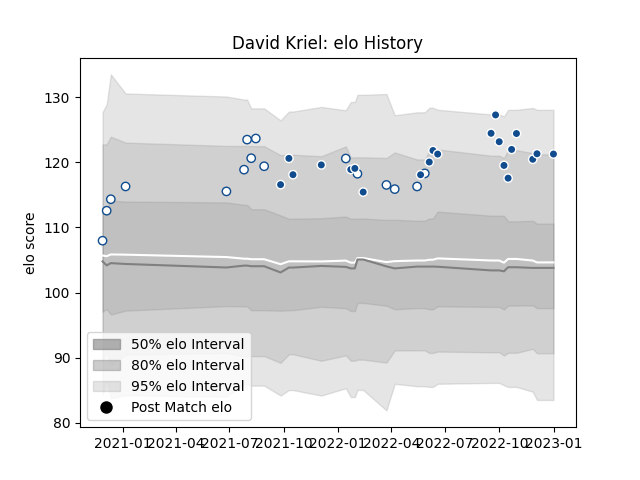 David Kriel: elo History
elo score
130
120
110
100
90
80
50% elo Interval
80% elo Interval
95% elo Interval
Post Match elo
2021-01 2021-04 2021-07 2021-10 2022-01 2022-04 2022-07 2022-10 2023-01